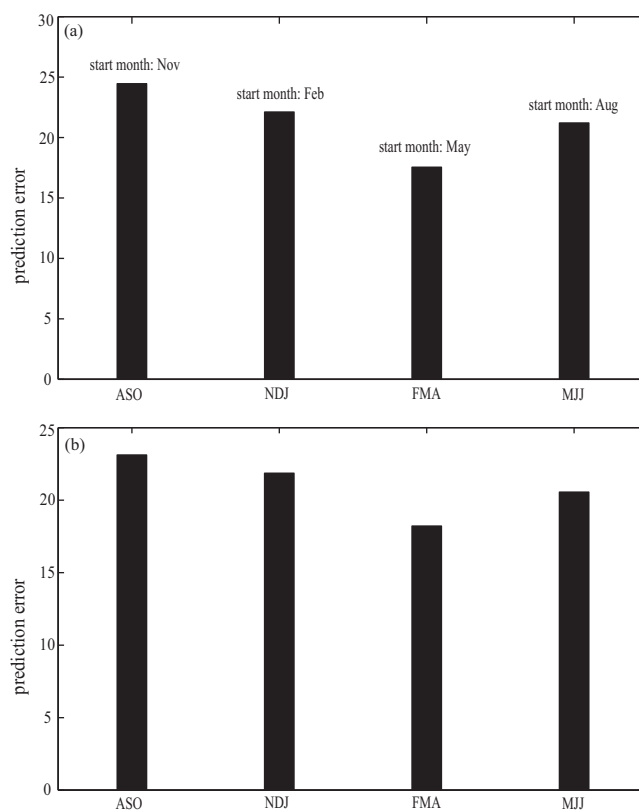 30
(a)
start month: Nov
25
start month: Feb
start month: Aug
20
start month: May
15
prediction error
10
5
0
ASO NDJ FMA MJJ
25
(b)
20
15
prediction error
10
5
0
ASO NDJ FMA MJJ